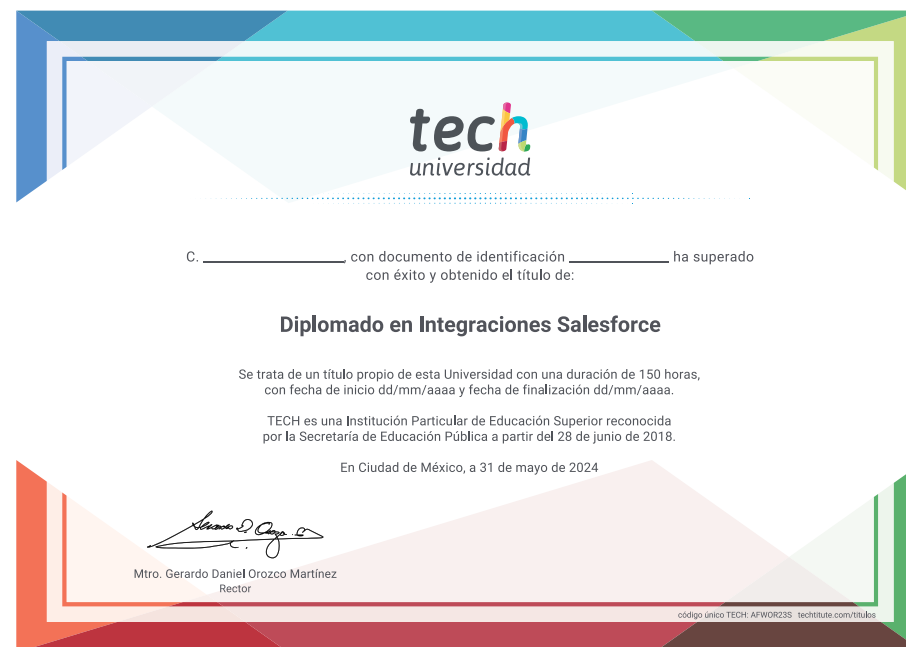 tech
universidad
C. ___________, con documento de identificación ___________ ha superado
con éxito y obtenido el título de:
Diplomado en Integraciones Salesforce
Se trata de un título propio de esta Universidad con una duración de 150 horas,
con fecha de inicio dd/mm/aaaa y fecha de finalización dd/mm/aaaa.
TECH es una Institución Particular de Educación Superior reconocida
por la Secretaría de Educación Pública a partir del 28 de junio de 2018.
En Ciudad de México, a 31 de mayo de 2024
Mtro. Gerardo Daniel Orozco Martínez
Rector
código único TECH: AFWOR23S techtitute.com/titulos